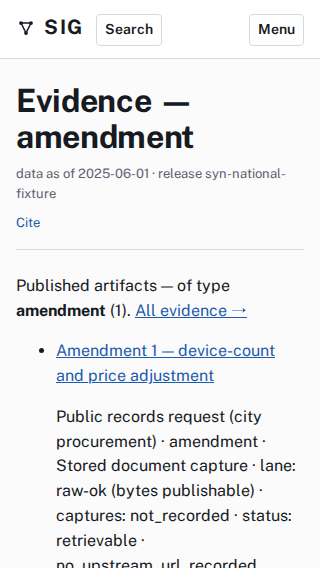 SIG
Search
Menu
Evidence —
amendment
data as of 2025-06-01 · release syn-national-
fixture
Cite
Published artifacts — of type
amendment (1). All evidence →
• Amendment 1 — device-count
and price adjustment
Public records request (city
procurement) · amendment ·
Stored document capture · lane:
raw-ok (bytes publishable) ·
captures: not_recorded · status:
retrievable ·
no_upstream_url_recorded